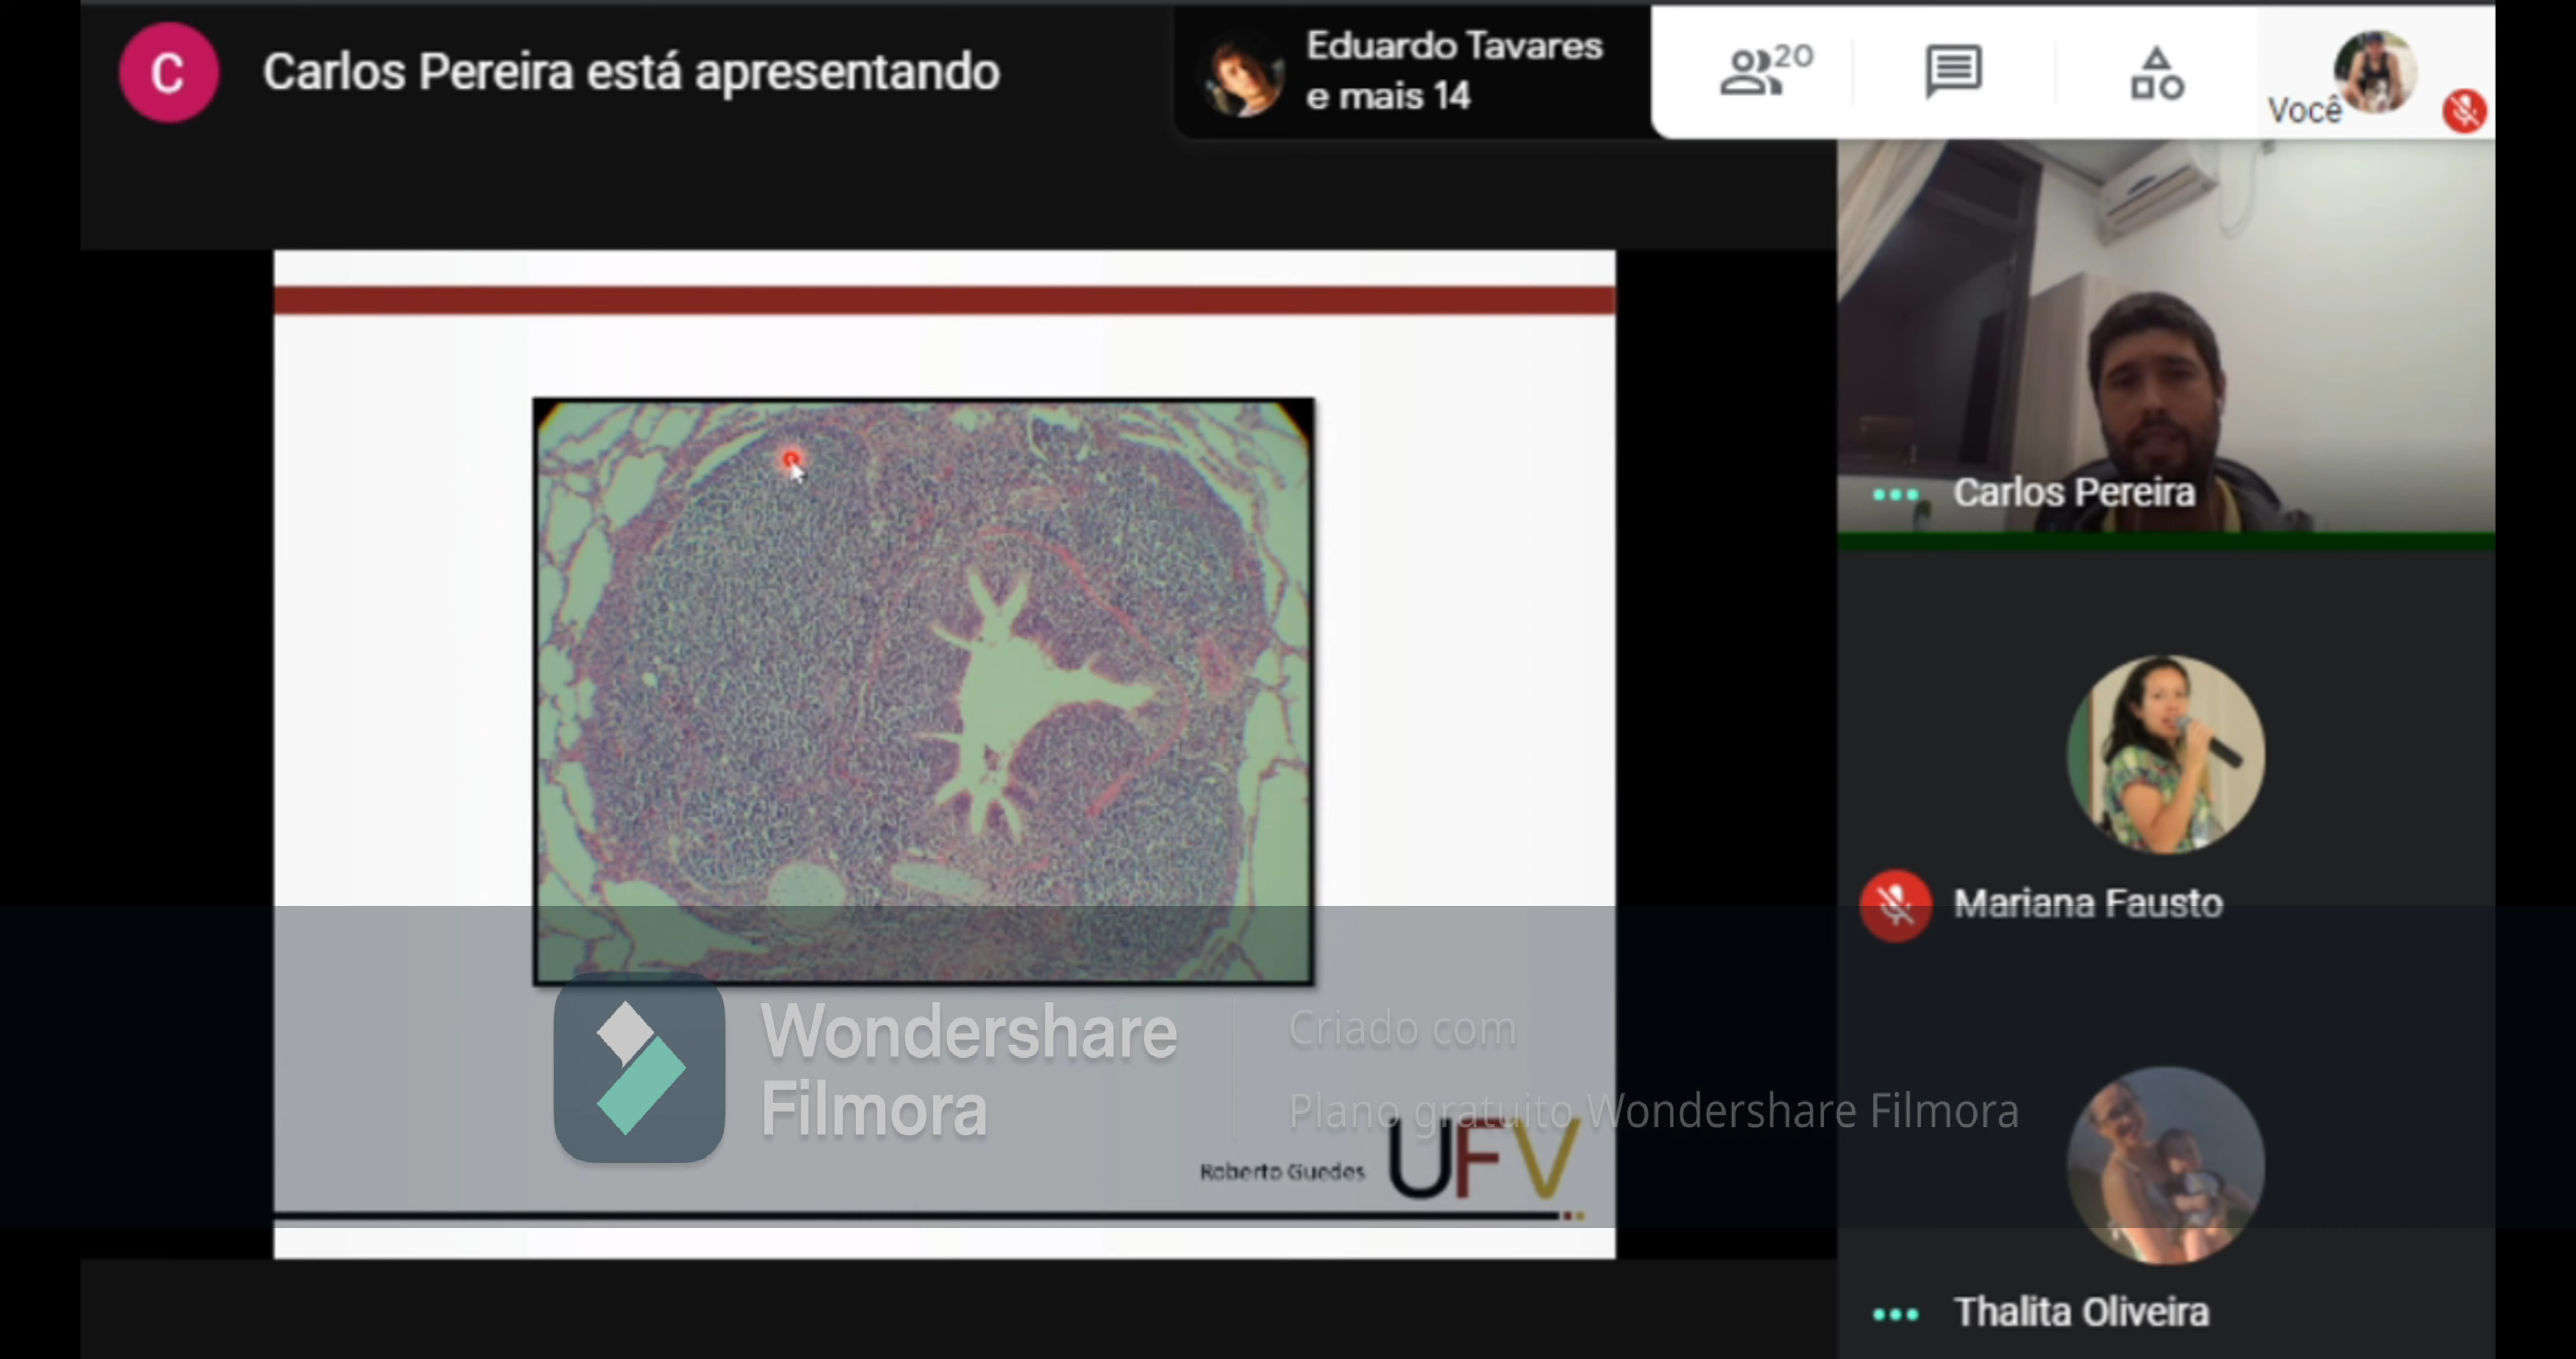 C
Carlos Pereira está apresentando
Eduardo Tavares
e mais 14
20
Você
Carlos Pereira
Mariana Fausto
Wondershare
Filmora
Criado com
Plano gratuito Wondershare Filmora
Roberto Guedes
UFV
Thalita Oliveira